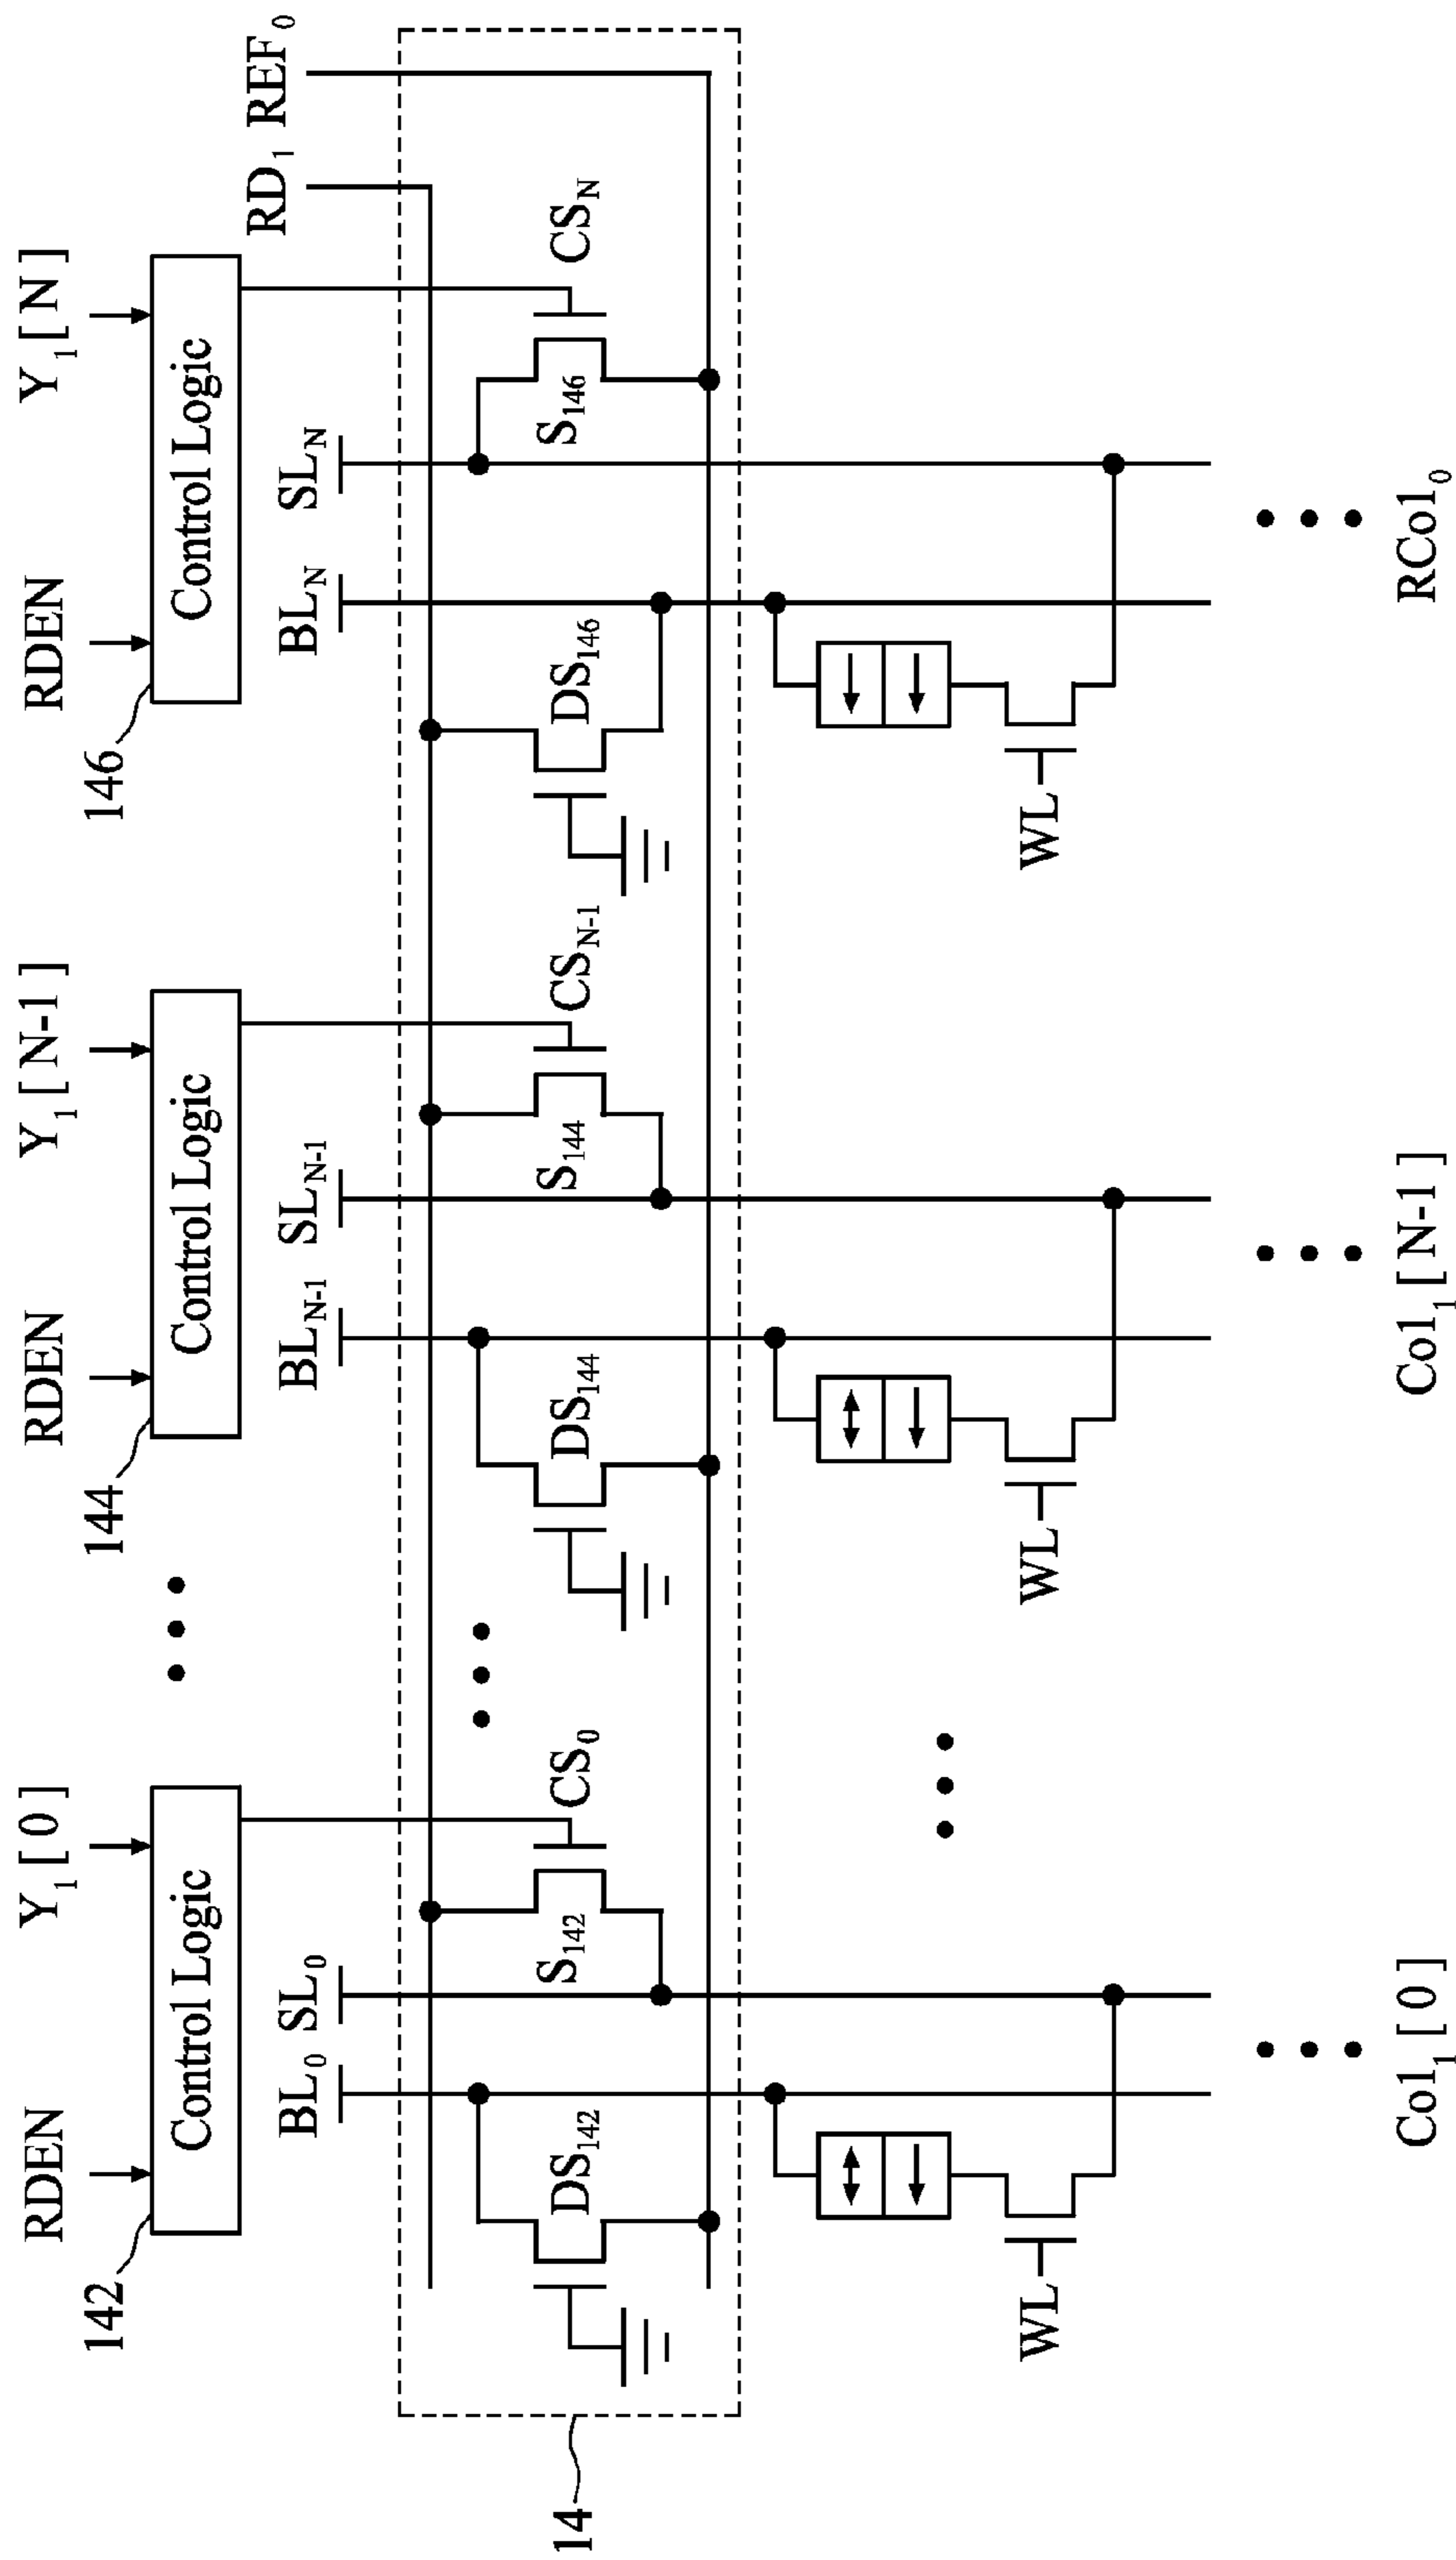 RDEN Y1 [ 0 ] RDEN Y1 [ N-1 ] RDEN Y1 [ N ]
142 Control Logic 144 Control Logic 146 Control Logic
BL0 SL0 BLN-1 SLN-1 BLN SLN RD1 REF0
14 DS142 S142 CS0 DS144 S144 CSN-1 DS146 S146 CSN
WL WL WL
Co11 [ 0 ] Co11 [ N-1 ] RCo10